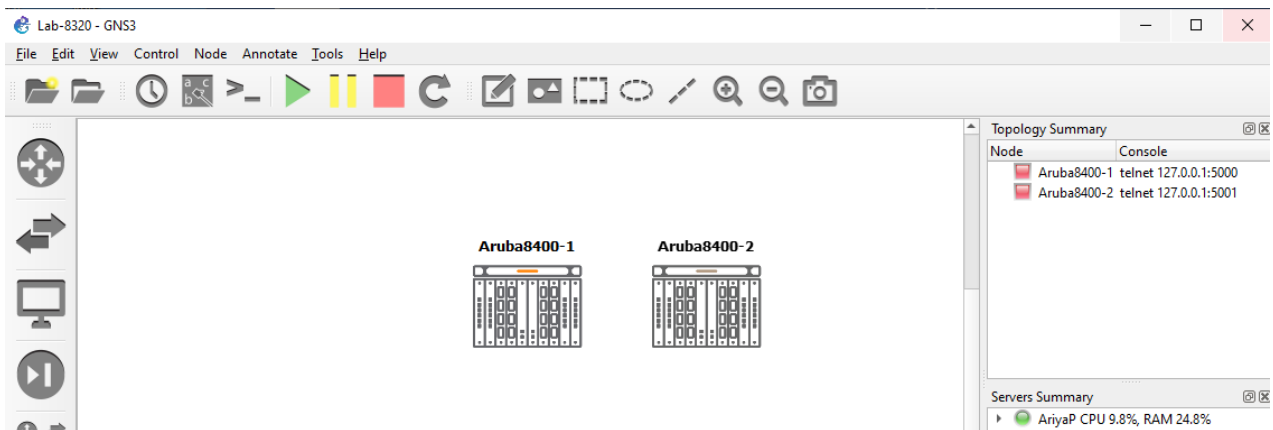 Lab-8320 - GNS3
File Edit View Control Node Annotate Tools Help
Topology Summary
Node Console
Aruba8400-1 telnet 127.0.0.1:5000
Aruba8400-2 telnet 127.0.0.1:5001
Aruba8400-1 Aruba8400-2
Servers Summary
AriyaP CPU 9.8%, RAM 24.8%